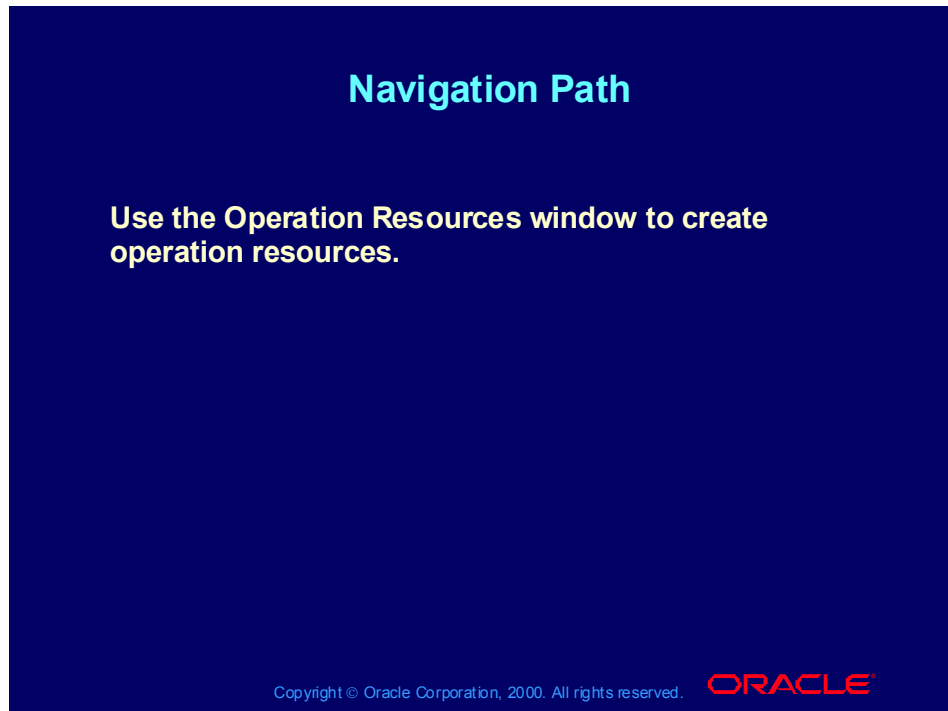 Navigation Path
Use the Operation Resources window to create
operation resources.
Copyright © Oracle Corporation, 2000. All rights reserved.
ORACLE®